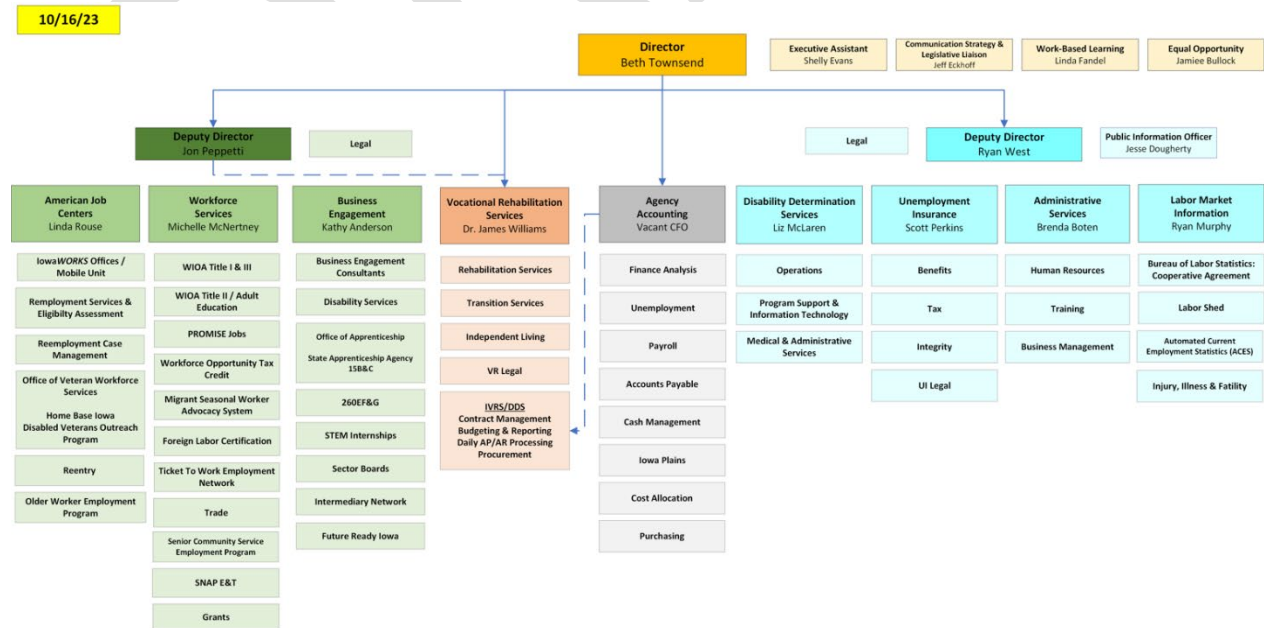 10/16/23
Director
Beth Townsend
Executive Assistant
Shelly Evans
Communication Strategy &
Legislative Liaison
Jeff Eckhoff
Work-Based Learning
Linda Fandel
Equal Opportunity
Jamiee Bullock
Deputy Director
Jon Peppetti
Legal
Legal
Deputy Director
Ryan West
Public Information Officer
Jesse Dougherty
American Job
Centers
Linda Rouse
IowaWORKS Offices /
Mobile Unit
Remployment Services &
Eligibilty Assessment
Reemployment Case
Management
Office of Veteran Workforce
Services
Home Base Iowa
Disabled Veterans Outreach
Program
Reentry
Older Worker Employment
Program
Workforce
Services
Michelle McNertney
WIOA Title I & III
WIOA Title II / Adult
Education
PROMISE Jobs
Workforce Opportunity Tax
Credit
Migrant Seasonal Worker
Advocacy System
Foreign Labor Certification
Ticket To Work Employment
Network
Trade
Senior Community Service
Employment Program
SNAP E&T
Grants
Business
Engagement
Kathy Anderson
Business Engagement
Consultants
Disability Services
Office of Apprenticeship
State Apprenticeship Agency
15B&C
260EF&G
STEM Internships
Sector Boards
Intermediary Network
Future Ready Iowa
Vocational Rehabilitation
Services
Dr. James Williams
Rehabilitation Services
Transition Services
Independent Living
VR Legal
IVRS/DDS
Contract Management
Budgeting & Reporting
Daily AP/AR Processing
Procurement
Agency
Accounting
Vacant CFO
Finance Analysis
Unemployment
Payroll
Accounts Payable
Cash Management
Iowa Plains
Cost Allocation
Purchasing
Disability Determination
Services
Liz McLaren
Operations
Program Support &
Information Technology
Medical & Administrative
Services
Unemployment
Insurance
Scott Perkins
Benefits
Tax
Integrity
UI Legal
Administrative
Services
Brenda Boten
Human Resources
Training
Business Management
Labor Market
Information
Ryan Murphy
Bureau of Labor Statistics:
Cooperative Agreement
Labor Shed
Automated Current
Employment Statistics (ACES)
Injury, Illness & Fatility